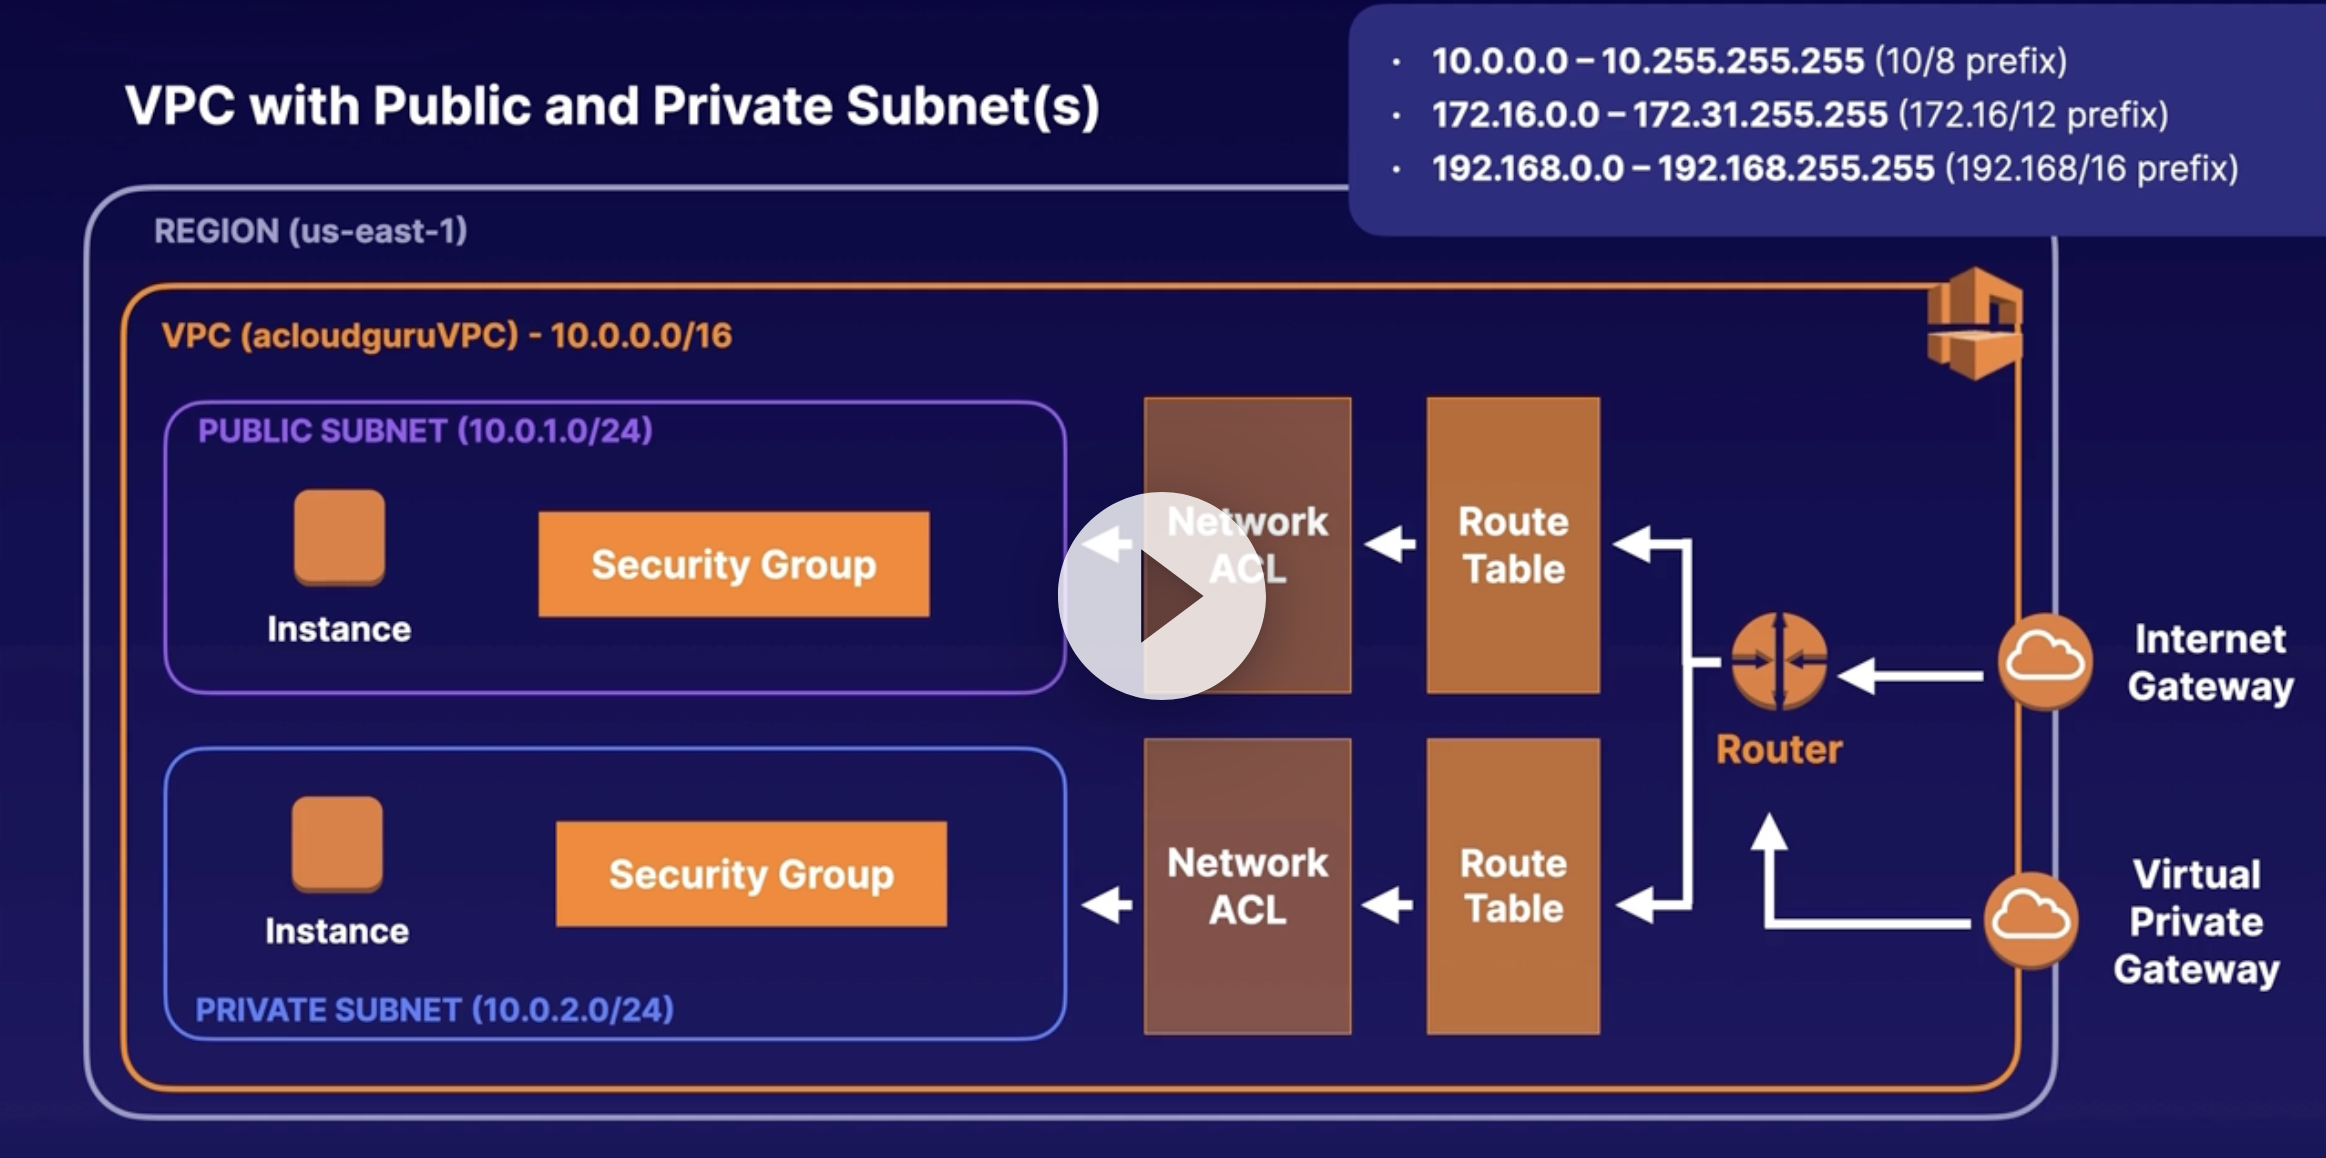 VPC with Public and Private Subnet(s)
· 10.0.0.0 – 10.255.255.255 (10/8 prefix)
· 172.16.0.0 – 172.31.255.255 (172.16/12 prefix)
· 192.168.0.0 – 192.168.255.255 (192.168/16 prefix)
REGION (us-east-1)
VPC (acloudguruVPC) - 10.0.0.0/16
PUBLIC SUBNET (10.0.1.0/24)
Instance
Security Group
Network
ACL
Route
Table
Router
Internet
Gateway
Instance
Security Group
PRIVATE SUBNET (10.0.2.0/24)
Network
ACL
Route
Table
Virtual
Private
Gateway